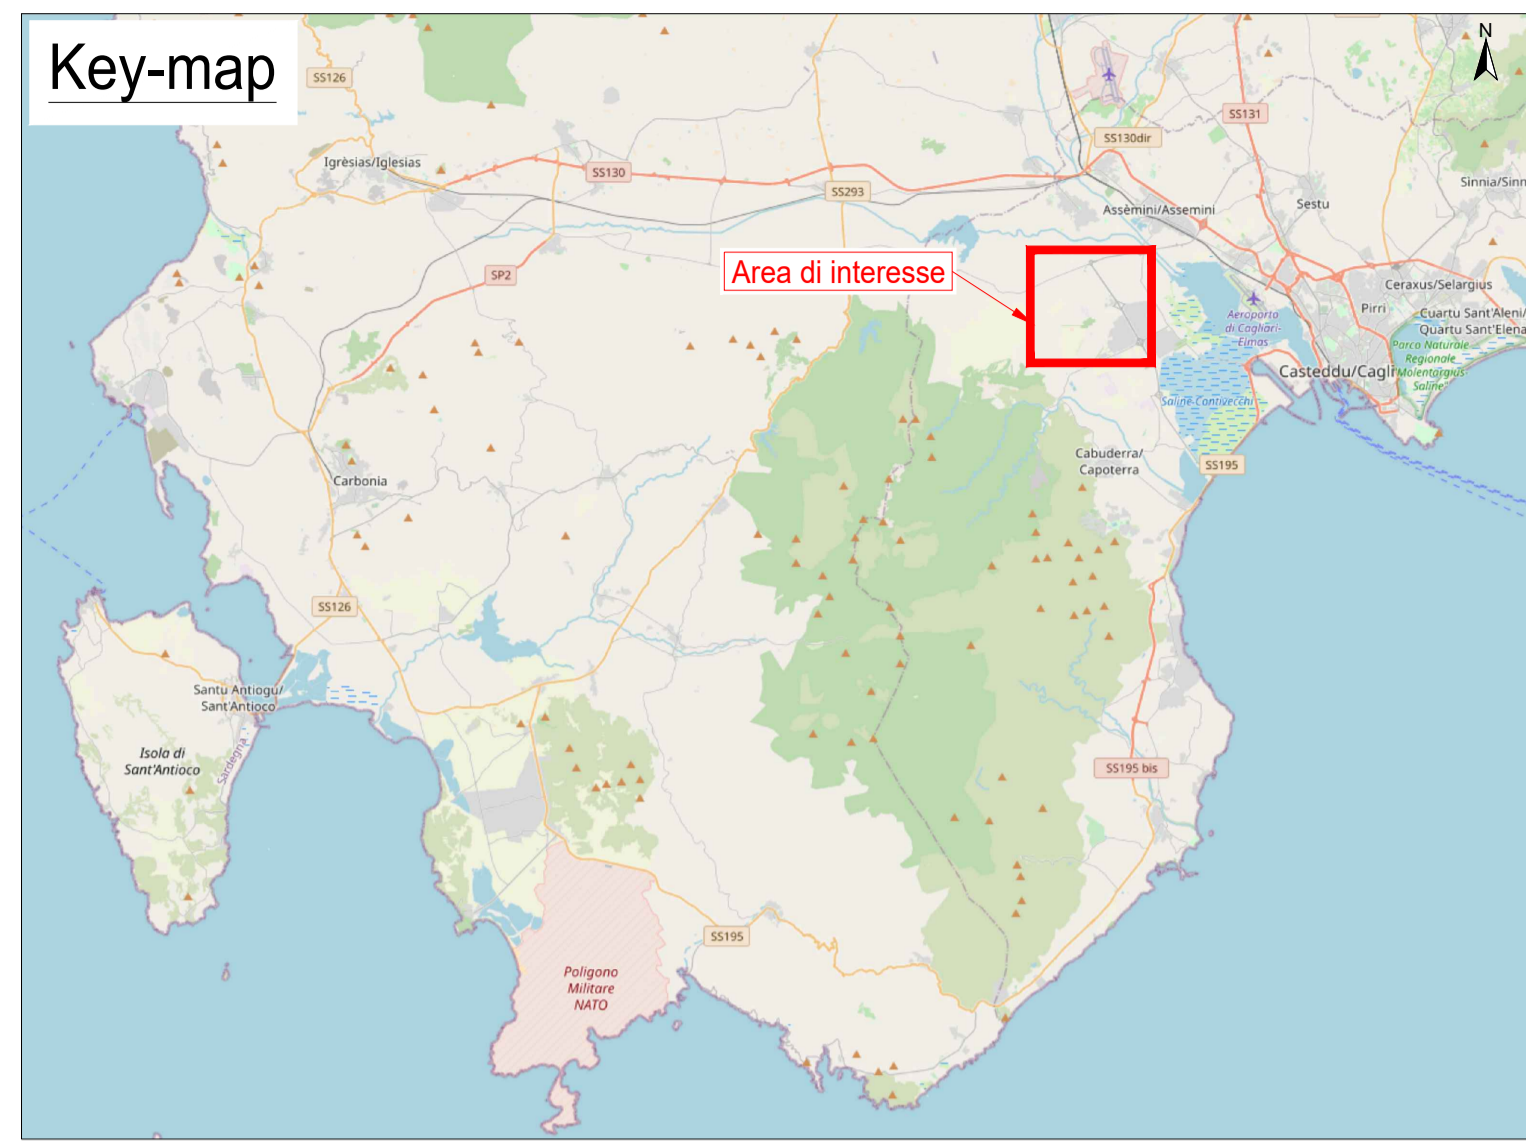 Key-map
N
SS126
SS131
SS130dir
Igrèsias/Iglesias
SS130
SS293
Sinnia/Sinn
Assèmini/Assemini
Sestu
Area di interesse
SP2
Ceraxus/Selargius
Pirri
Cuartu Sant'Aleni/
Quartu Sant'Elena
Aeroporto
di Cagliari-
Elmas
Parco Naturale
Regionale
Molentargius-
Saline
Casteddu/Cagli
Saline Contivecchi
Cabuderra/
Capoterra
SS195
Carbonia
SS126
Santu Antiogu/
Sant'Antioco
Isola di
Sant'Antioco
Sardegna
SS195 bis
SS195
Poligono
Militare
NATO